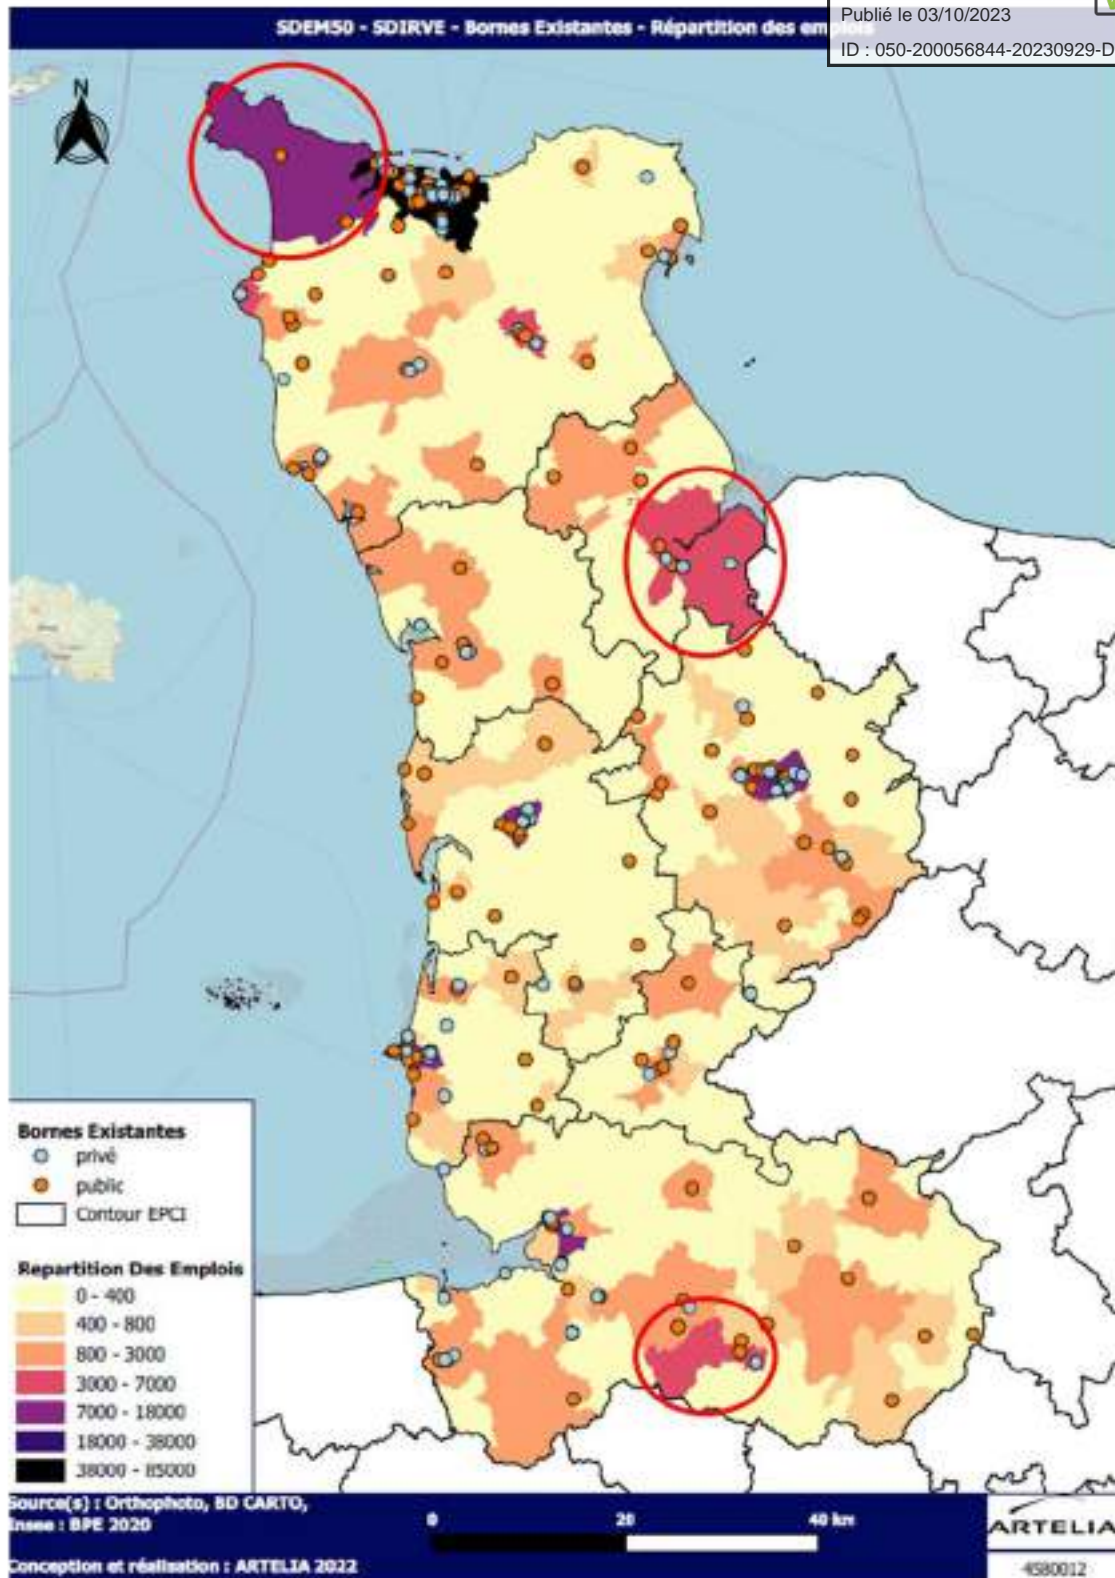 Publié le 03/10/2023
ID : 050-200056844-20230929-D
SDEM50 - SDIRVE - Bornes Existantes - Répartition des emplois
N
Bornes Existantes
privé
public
Contour EPCI
Repartition Des Emplois
0 - 400
400 - 800
800 - 3000
3000 - 7000
7000 - 18000
18000 - 38000
38000 - 85000
Source(s) : Orthophoto, BD CARTO,
Insee : BPE 2020
0 20 40 km
Conception et réalisation : ARTELIA 2022
ARTELIA
4580012